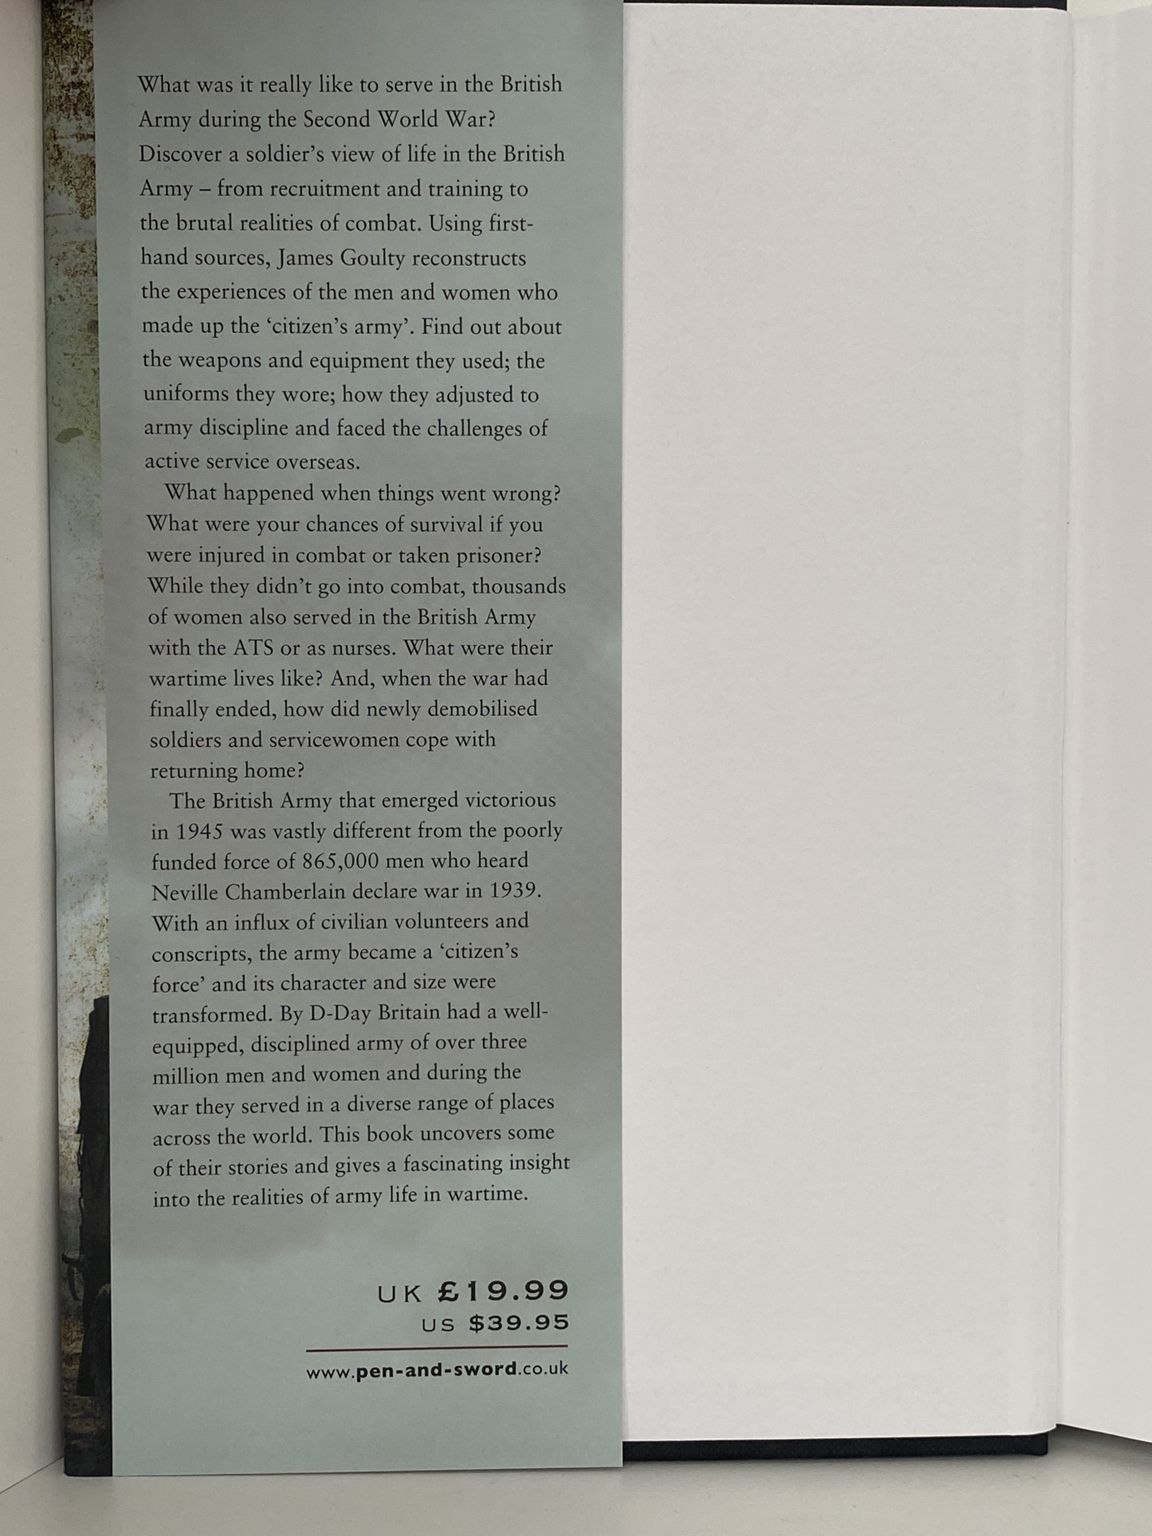 What was it really like to serve in the British
Army during the Second World War?
Discover a soldier's view of life in the British
Army – from recruitment and training to
the brutal realities of combat. Using first-
hand sources, James Goulty reconstructs
the experiences of the men and women who
made up the ‘citizen’s army’. Find out about
the weapons and equipment they used; the
uniforms they wore; how they adjusted to
army discipline and faced the challenges of
active service overseas.
What happened when things went wrong?
What were your chances of survival if you
were injured in combat or taken prisoner?
While they didn’t go into combat, thousands
of women also served in the British Army
with the ATS or as nurses. What were their
wartime lives like? And, when the war had
finally ended, how did newly demobilised
soldiers and servicewomen cope with
returning home?
The British Army that emerged victorious
in 1945 was vastly different from the poorly
funded force of 865,000 men who heard
Neville Chamberlain declare war in 1939.
With an influx of civilian volunteers and
conscripts, the army became a ‘citizen’s
force’ and its character and size were
transformed. By D-Day Britain had a well-
equipped, disciplined army of over three
million men and women and during the
war they served in a diverse range of places
across the world. This book uncovers some
of their stories and gives a fascinating insight
into the realities of army life in wartime.
UK £19.99
US $39.95
www.pen-and-sword.co.uk